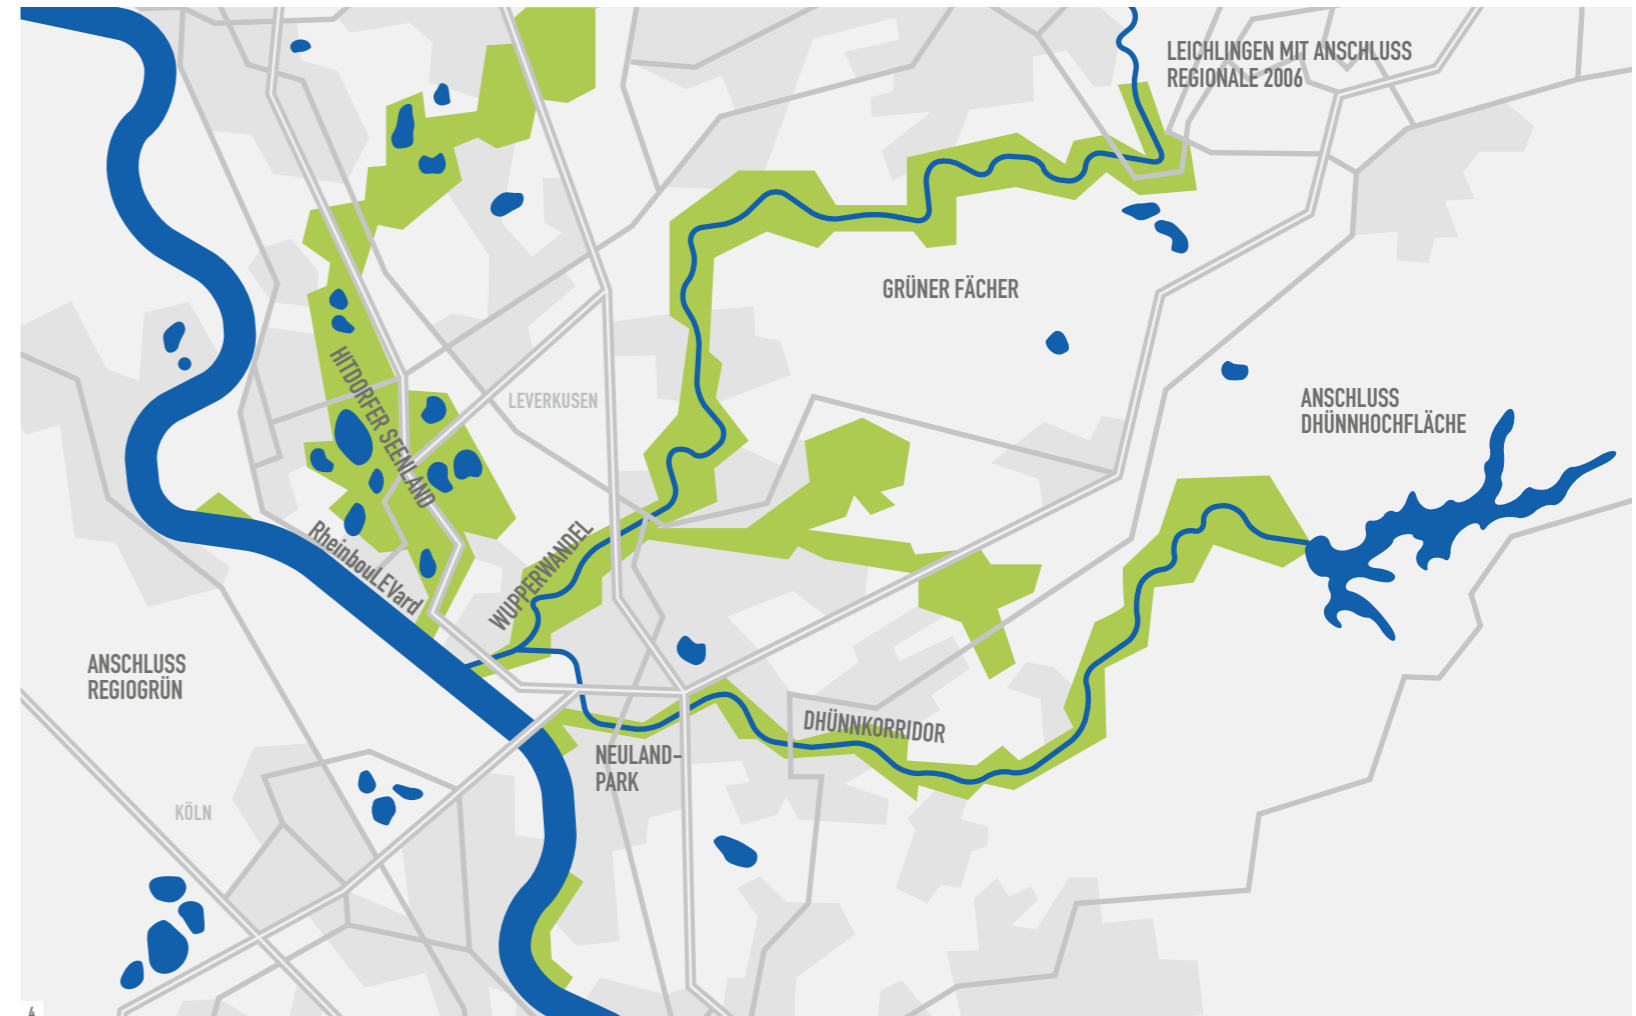 LEICHLINGEN MIT ANSCHLUSS
REGIONALE 2006
GRÜNER FÄCHER
HITDORFER SEENLAND
LEVERKUSEN
ANSCHLUSS
DHÜNNHOCHFLÄCHE
RheinbouLEVard
WUPPERWANDEL
ANSCHLUSS
REGIOGRÜN
DHÜNNKORRIDOR
NEULAND-
PARK
KÖLN
4